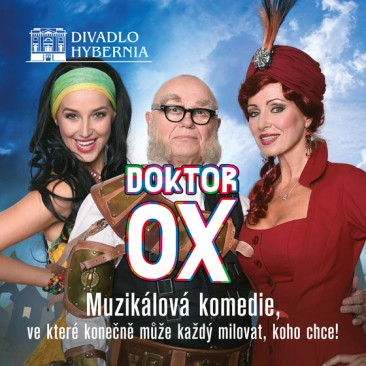 DIVADLO
HYBERNIA
DOKTOR
OX
Muzikálová komedie,
ve které konečně může každý milovat, koho chce!